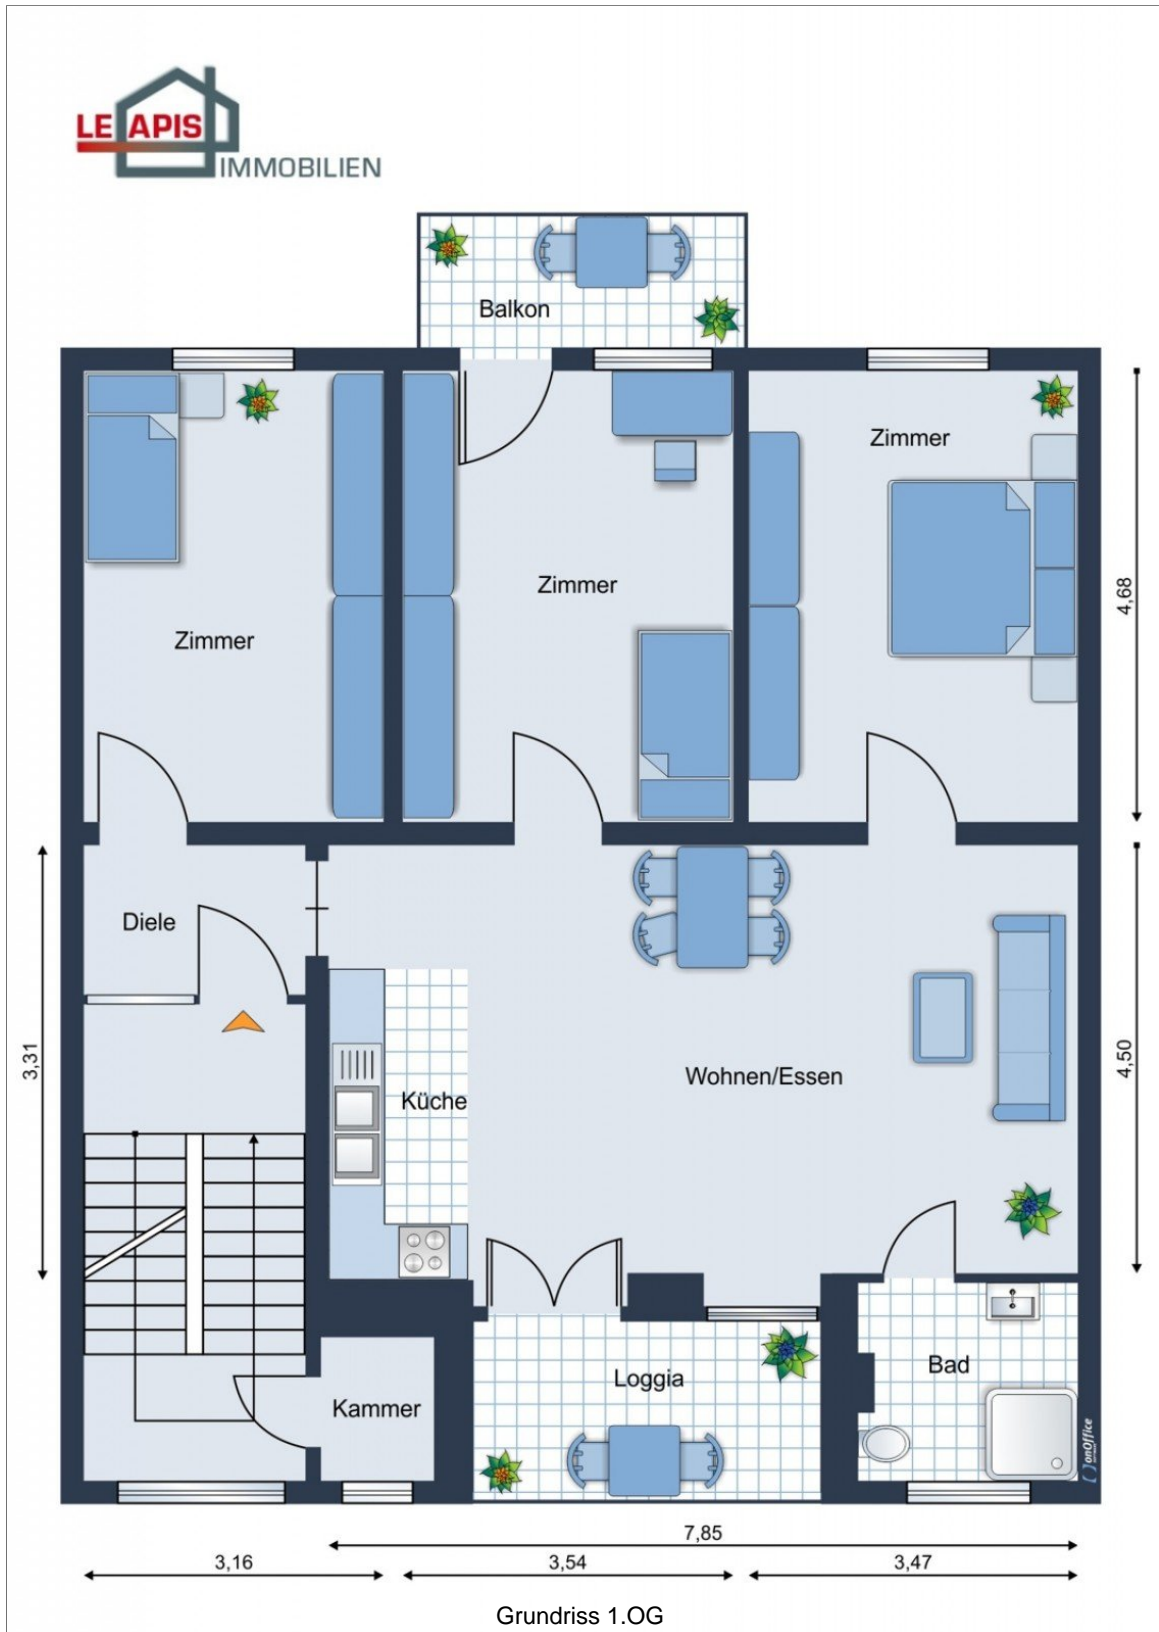 LE APIS
IMMOBILIEN
Balkon
Zimmer
Zimmer
Zimmer
4,68
Diele
3,31
Küche
Wohnen/Essen
4,50
Loggia
Bad
Kammer
onOffice
7,85
3,16
3,54
3,47
Grundriss 1.OG